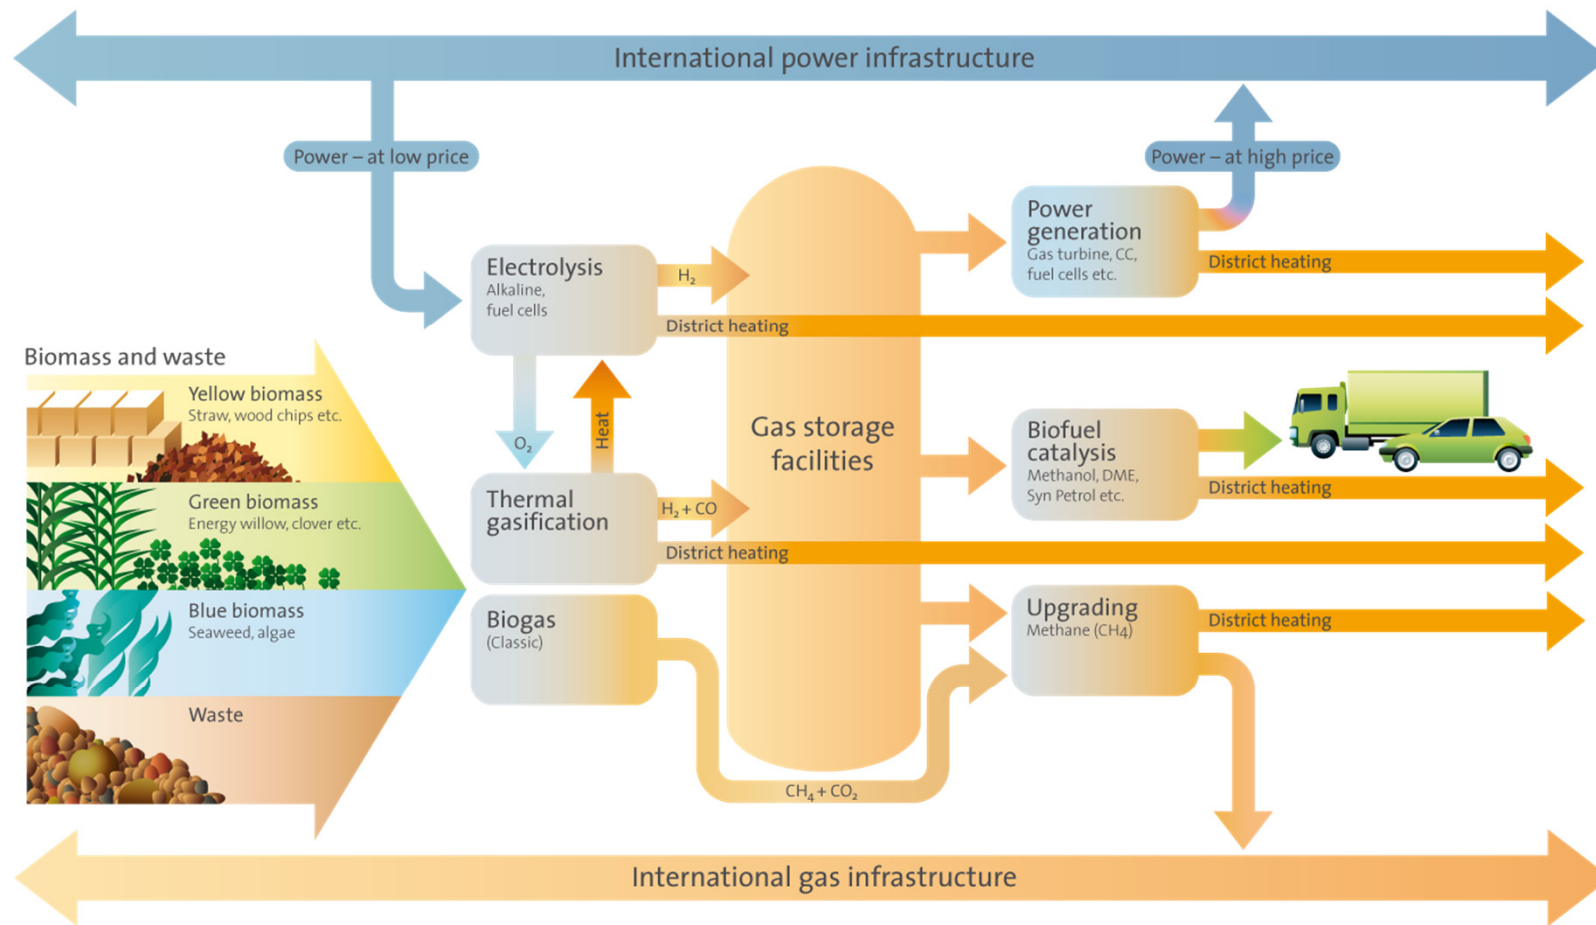 International power infrastructure
Power – at low price
Power – at high price
Power
generation
Gas turbine, CC,
fuel cells etc.
Electrolysis
Alkaline,
fuel cells
H₂
District heating
District heating
Biomass and waste
Yellow biomass
Straw, wood chips etc.
O₂
Heat
Gas storage
facilities
Biofuel
catalysis
Methanol, DME,
Syn Petrol etc.
District heating
Green biomass
Energy willow, clover etc.
Thermal
gasification
H₂ + CO
District heating
Blue biomass
Seaweed, algae
Biogas
(Classic)
Upgrading
Methane (CH4)
District heating
Waste
CH₄ + CO₂
International gas infrastructure